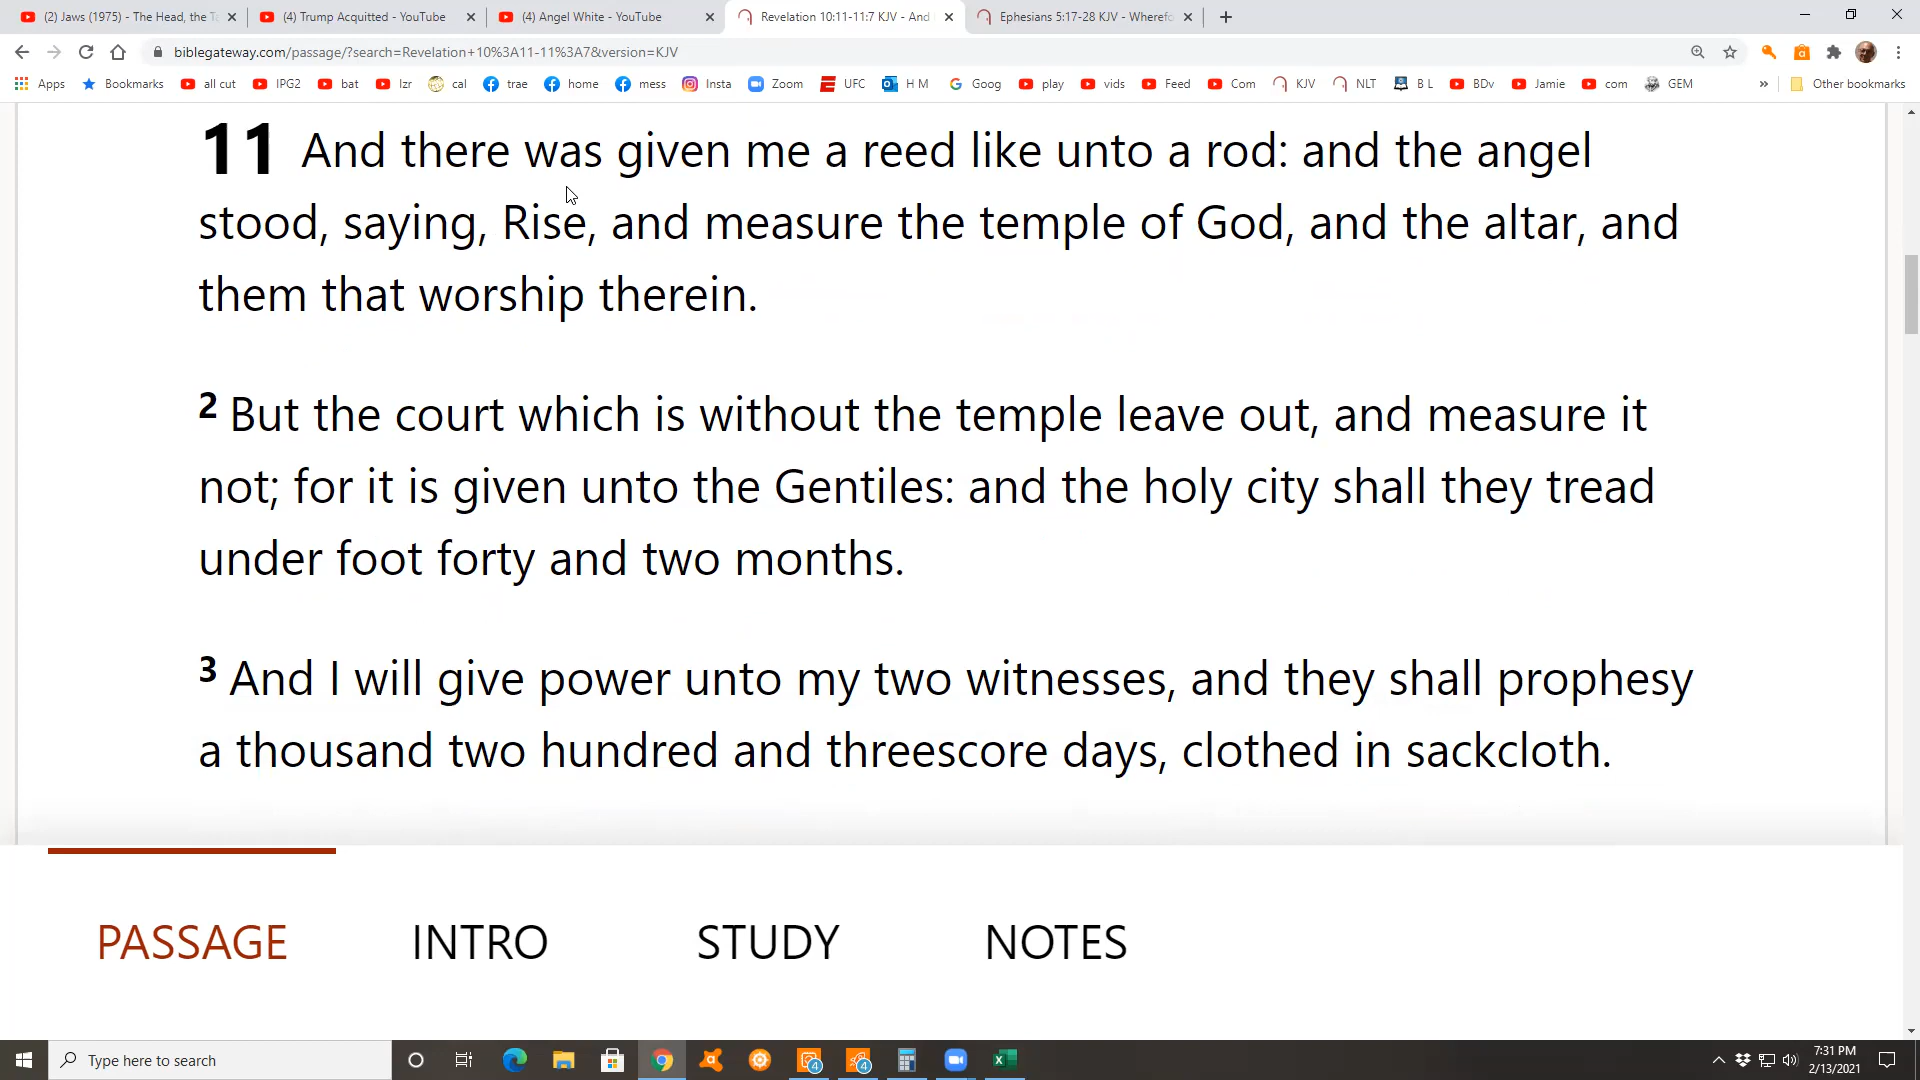 (2) Jaws (1975) - The Head, the T
(4) Trump Acquitted - YouTube
(4) Angel White - YouTube
Revelation 10:11-11:7 KJV - And
Ephesians 5:17-28 KJV - Wherefo
biblegateway.com/passage/?search=Revelation+10%3A11-11%3A7&version=KJV
Apps Bookmarks all cut IPG2 bat lzr cal trae home mess Insta Zoom UFC H M Goog play vids Feed Com KJV NLT B L BDv Jamie com GEM » Other bookmarks
11 And there was given me a reed like unto a rod: and the angel
stood, saying, Rise, and measure the temple of God, and the altar, and
them that worship therein.
2 But the court which is without the temple leave out, and measure it
not; for it is given unto the Gentiles: and the holy city shall they tread
under foot forty and two months.
3 And I will give power unto my two witnesses, and they shall prophesy
a thousand two hundred and threescore days, clothed in sackcloth.
PASSAGE INTRO STUDY NOTES
Type here to search
4
4
7:31 PM
2/13/2021